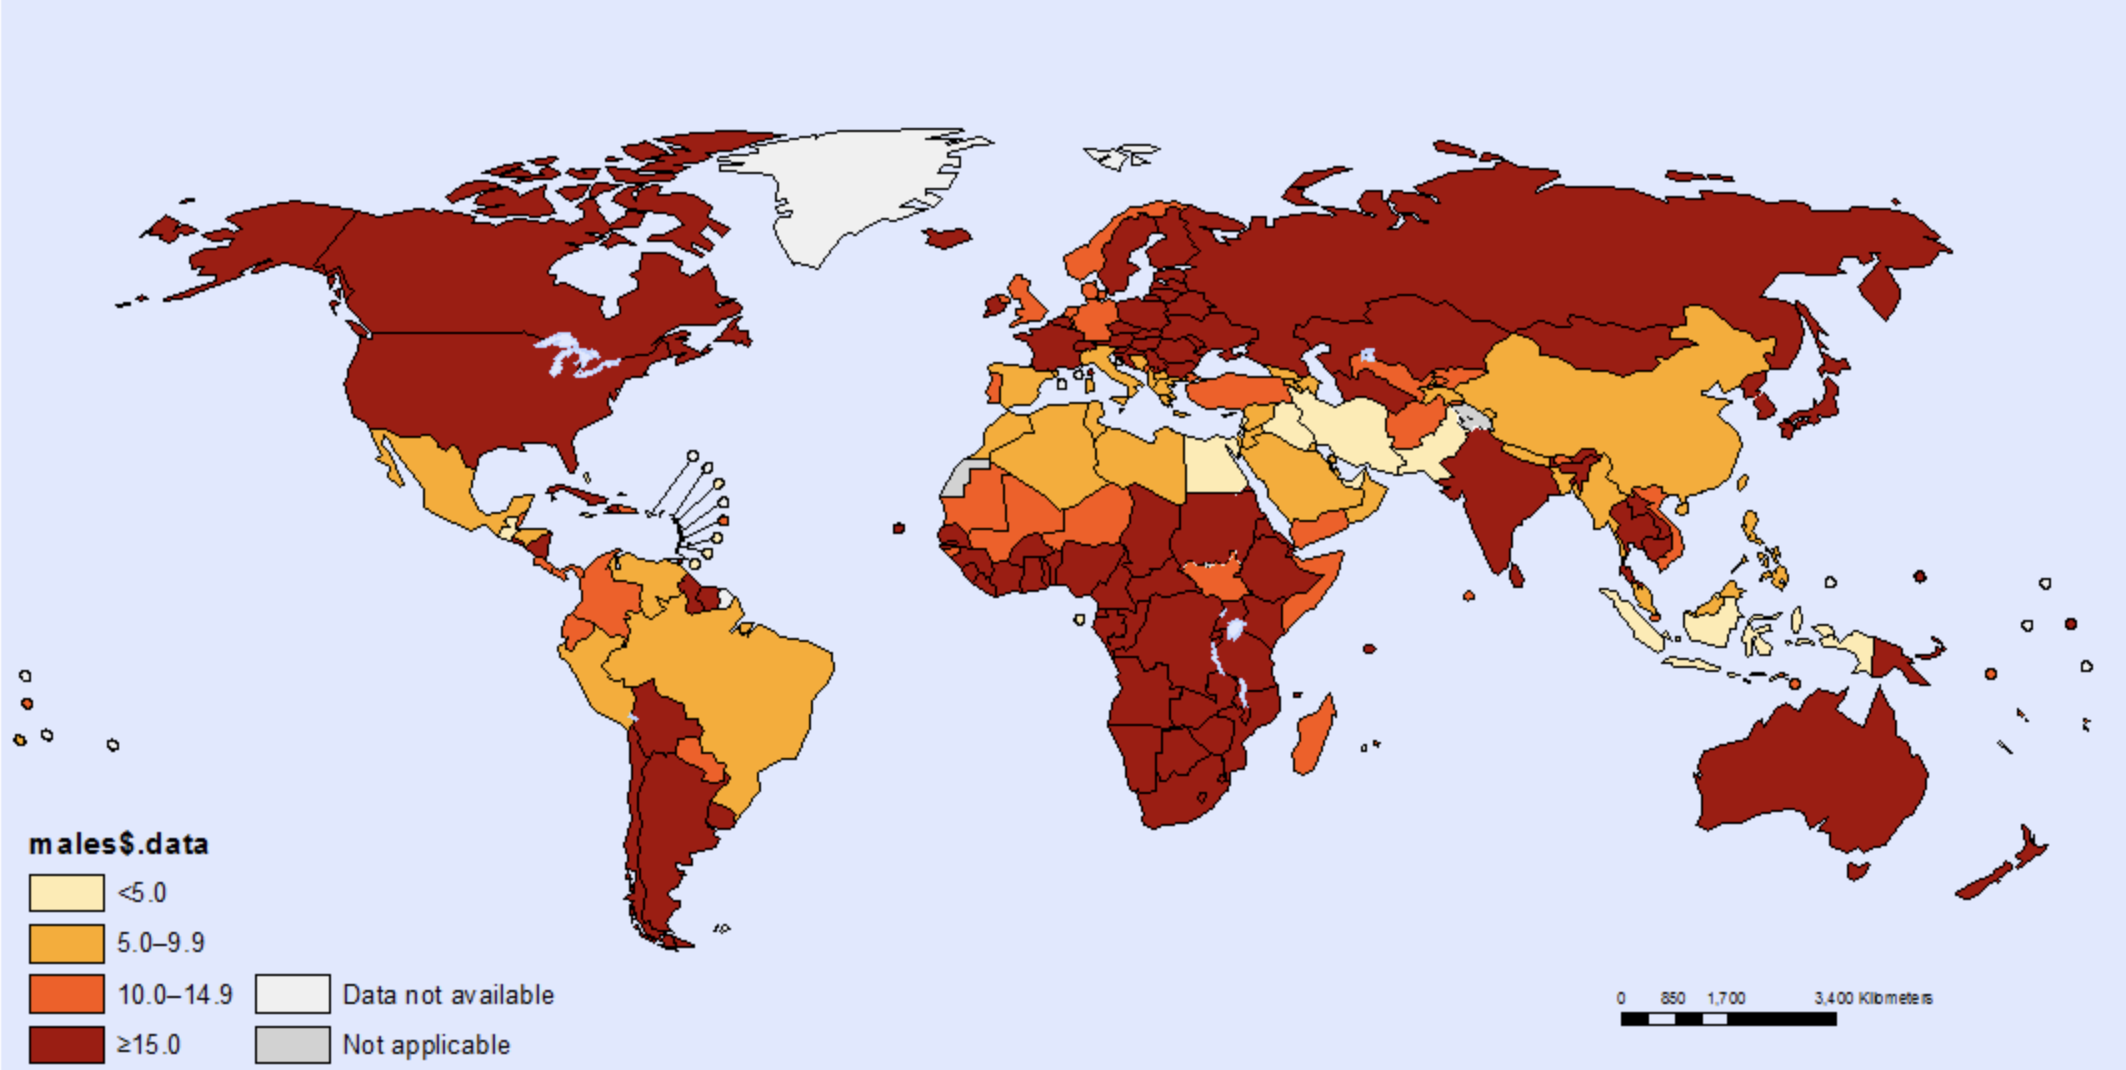 males$.data
<5.0
5.0–9.9
10.0–14.9
≥15.0
Data not available
Not applicable
0 850 1,700 3,400 Kilometers